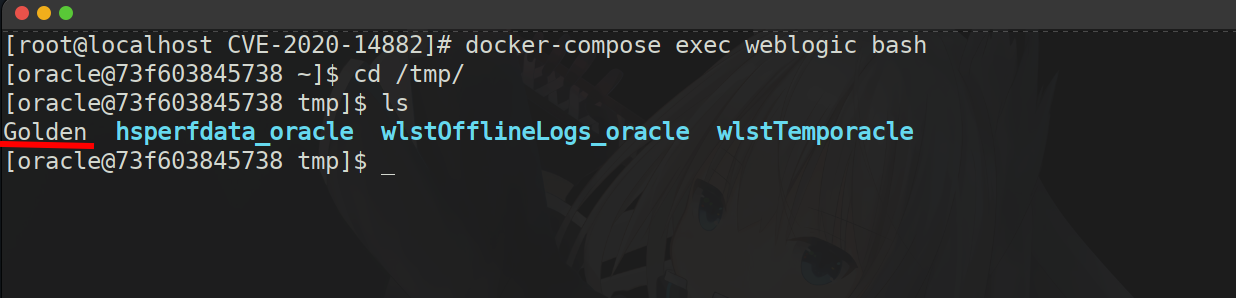 [root@localhost CVE-2020-14882]# docker-compose exec weblogic bash
[oracle@73f603845738 ~]$ cd /tmp/
[oracle@73f603845738 tmp]$ ls
Golden  hsperfdata_oracle  wlstOfflineLogs_oracle  wlstTemporacle
[oracle@73f603845738 tmp]$ _